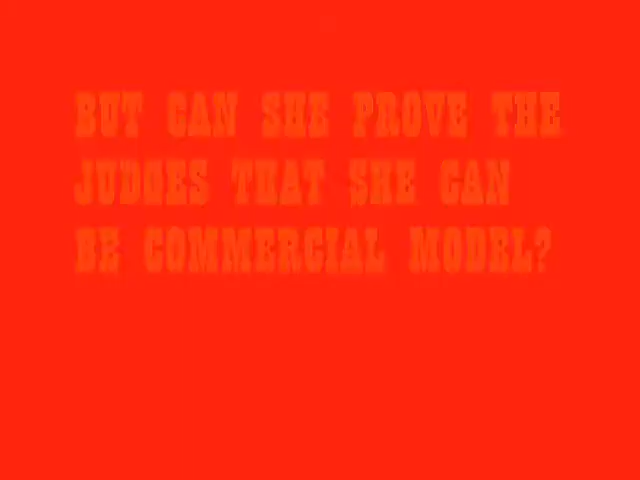 BUT CAN SHE PROVE THE
JUDGES THAT SHE CAN
BE COMMERCIAL MODEL?